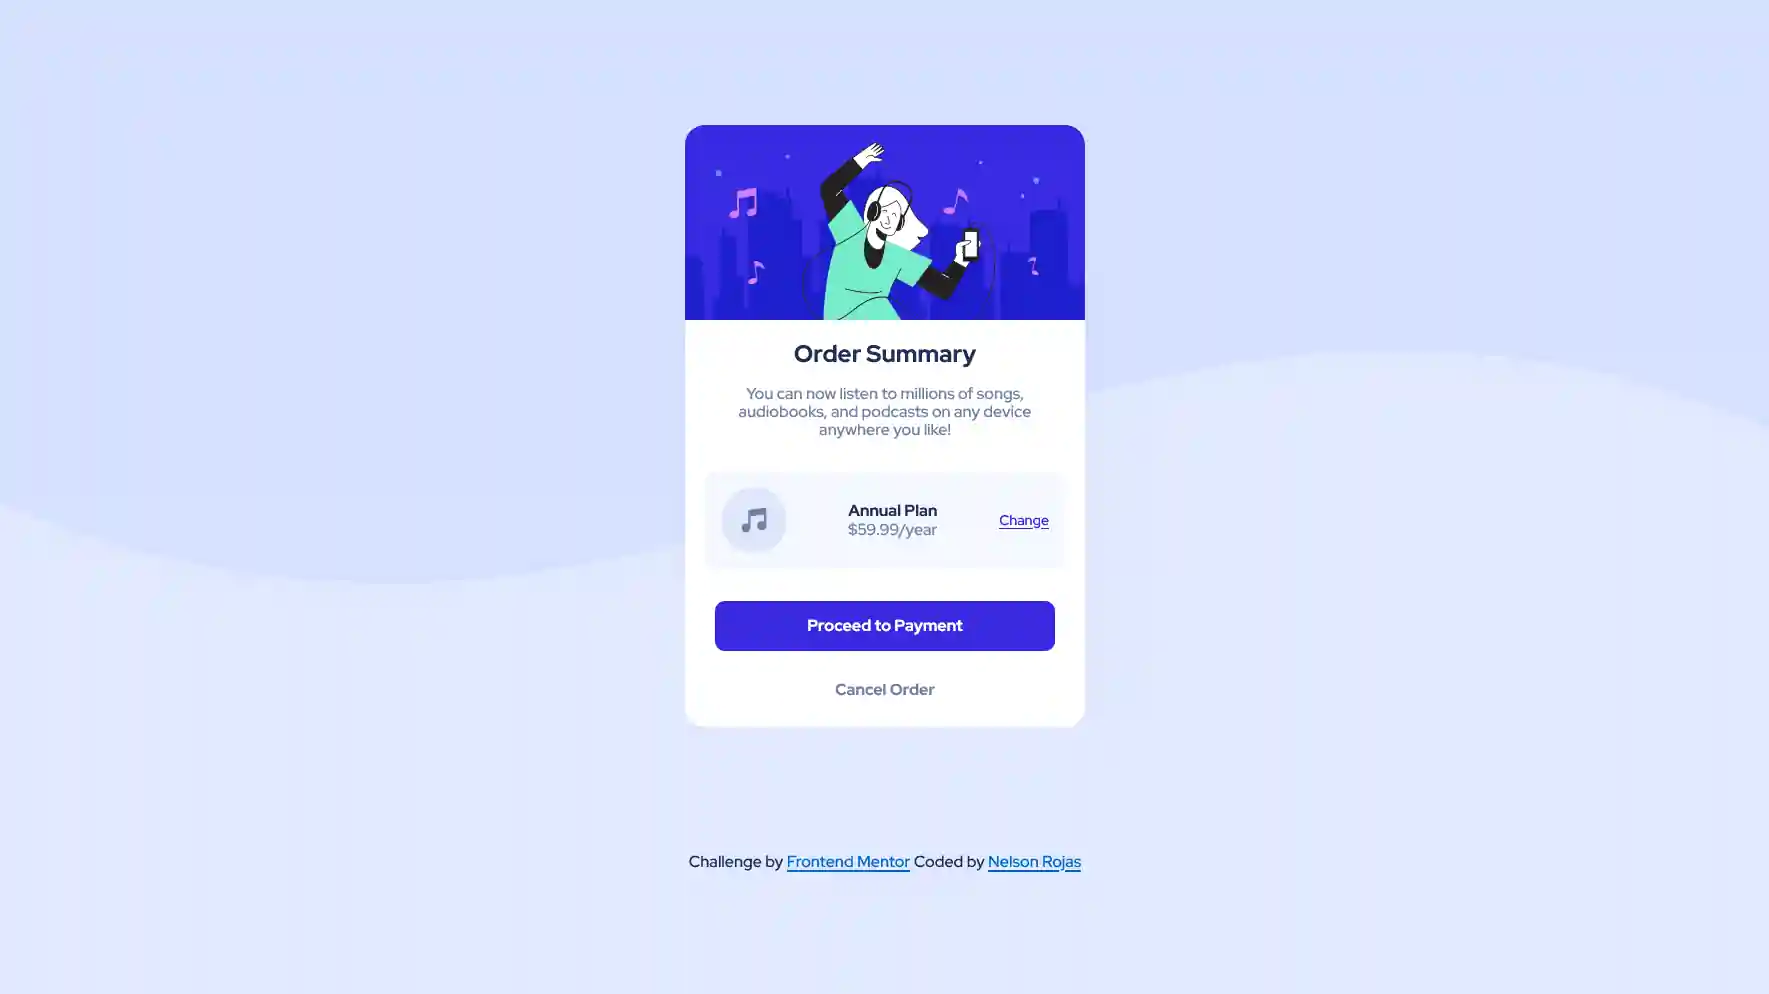 Order Summary
You can now listen to millions of songs,
audiobooks, and podcasts on any device
anywhere you like!
Annual Plan
$59.99/year
Change
Proceed to Payment
Cancel Order
Challenge by Frontend Mentor Coded by Nelson Rojas